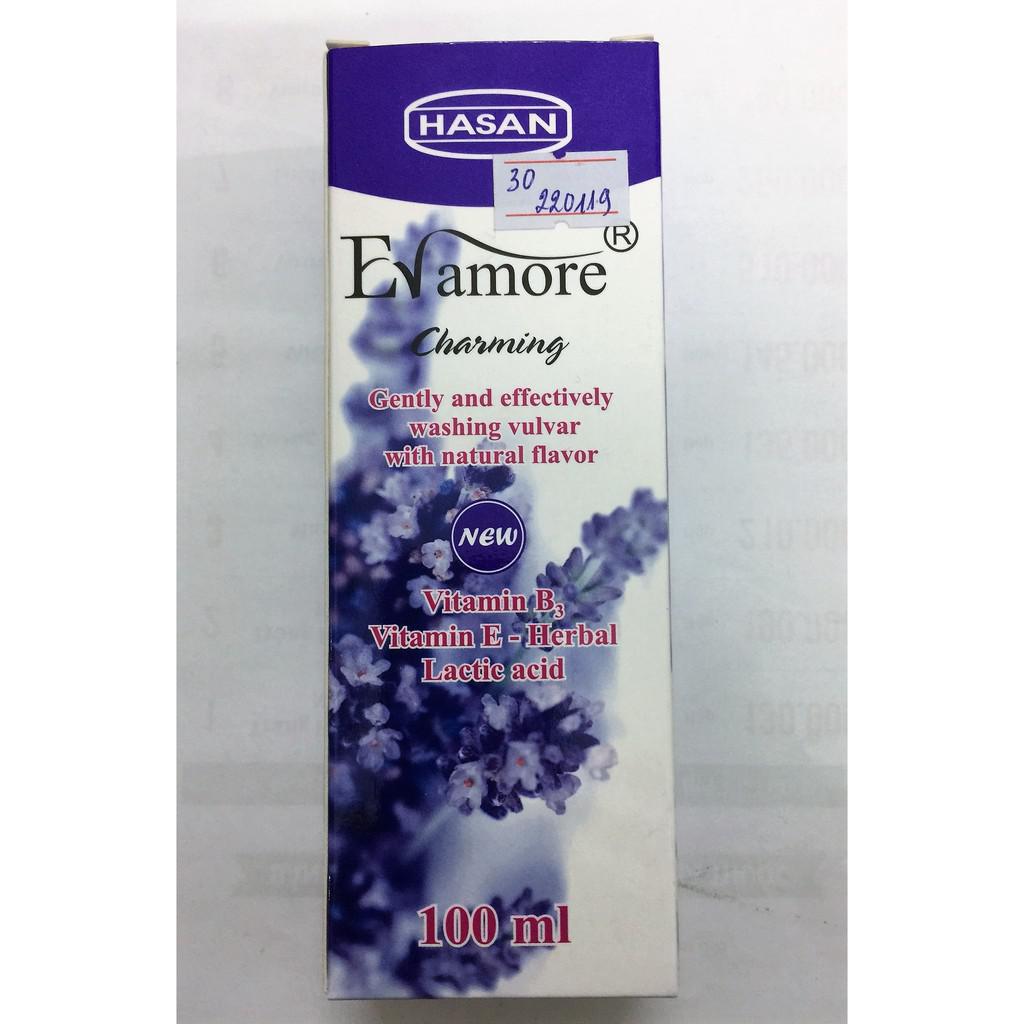 HASAN
30
220119
Evamore®
Charming
Gently and effectively
washing vulvar
with natural flavor
NEW
Vitamin B₃
Vitamin E - Herbal
Lactic acid
100 ml